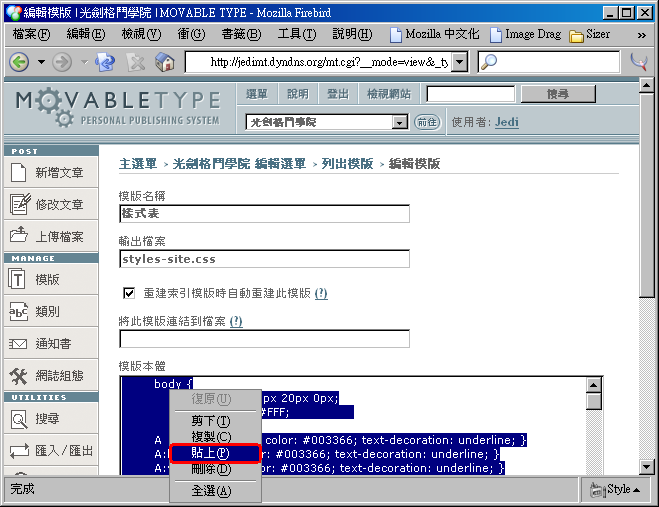 編輯模版 | 光劍格鬥學院 | MOVABLE TYPE - Mozilla Firebird
檔案(F) 編輯(E) 檢視(V) 衝(G) 書籤(B) 工具(T) 說明(H) Mozilla 中文化 Image Drag Sizer
http://jedimt.dyndns.org/mt.cgi?__mode=view&_ty
MOVABLETYPE
PERSONAL PUBLISHING SYSTEM
選單 說明 登出 檢視網站 搜尋
光劍格鬥學院 前往 使用者: Jedi
POST
新增文章
修改文章
上傳檔案
MANAGE
模版
類別
通知書
網誌組態
UTILITIES
搜尋
匯入/匯出
主選單 > 光劍格鬥學院 編輯選單 > 列出模版 > 編輯模版
模版名稱
樣式表
輸出檔案
styles-site.css
重建索引模版時自動重建此模版 (?)
將此模版連結到檔案 (?)
模版本體
body {
px 20px 0px;
#FFF;
A color: #003366; text-decoration: underline; }
A: or: #003366; text-decoration: underline; }
A: color: #003366; text-decoration: underline; }
復原(U)
剪下(T)
複製(C)
貼上(P)
刪除(D)
全選(A)
完成 Style